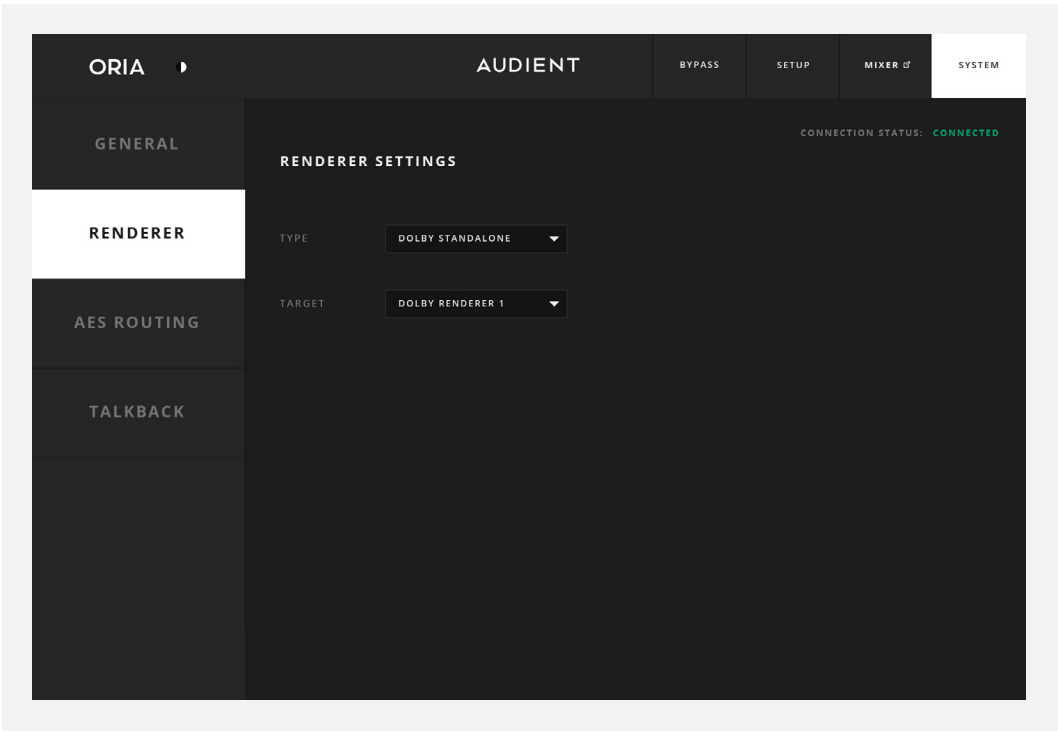 ORIA
AUDIENT
BYPASS
SETUP
MIXER
SYSTEM
GENERAL
RENDERER
AES ROUTING
TALKBACK
CONNECTION STATUS: CONNECTED
RENDERER SETTINGS
TYPE DOLBY STANDALONE
TARGET DOLBY RENDERER 1